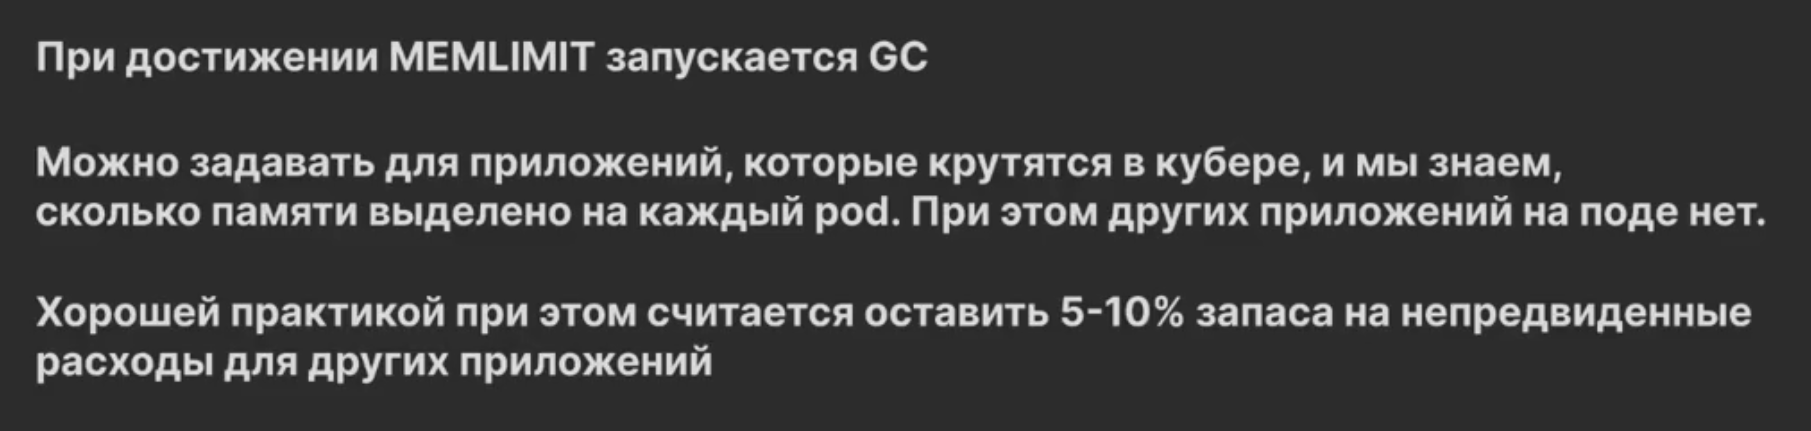 При достижении MEMLIMIT запускается GC
Можно задавать для приложений, которые крутятся в кубере, и мы знаем,
сколько памяти выделено на каждый pod. При этом других приложений на поде нет.
Хорошей практикой при этом считается оставить 5-10% запаса на непредвиденные
расходы для других приложений